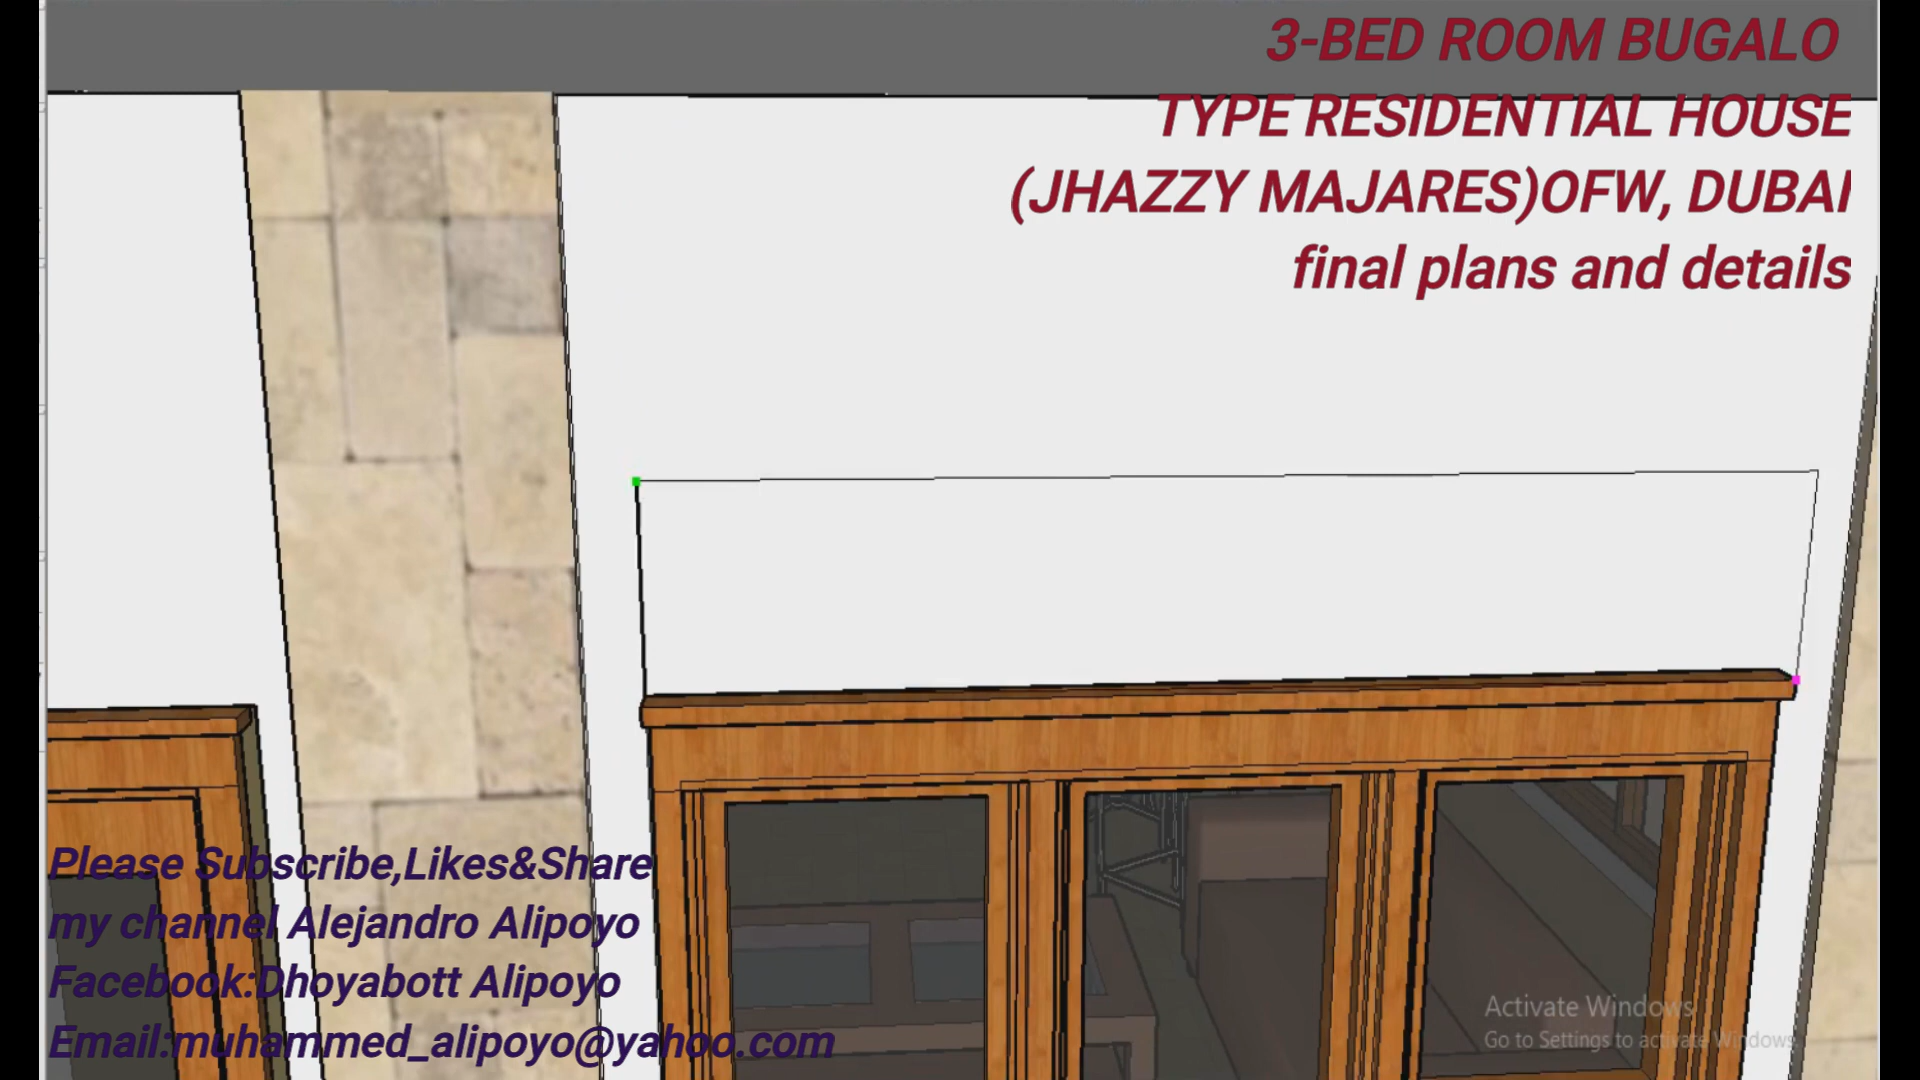 3-BED ROOM BUGALO
TYPE RESIDENTIAL HOUSE
(JHAZZY MAJARES)OFW, DUBAI
final plans and details
Please Subscribe,Likes&Share
my channel Alejandro Alipoyo
Facebook:Dhoyabott Alipoyo
Email:muhammed_alipoyo@yahoo.com
Activate Windows
Go to Settings to activate Windows.